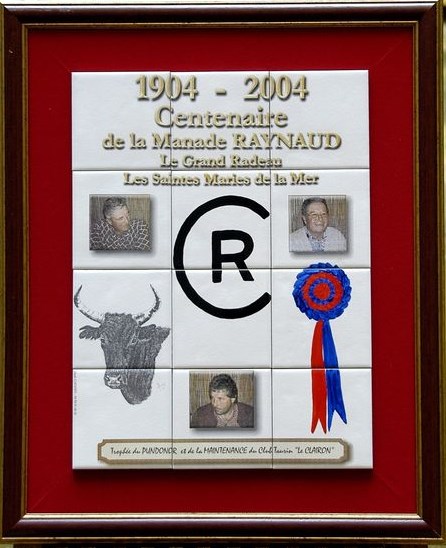 1904 - 2004
Centenaire
de la Manade RAYNAUD
Le Grand Radeau
Les Saintes Maries de la Mer
CR
Trophée du PUNDONOR et de la MAINTENANCE du Club Taurin "Le CLAIRON"